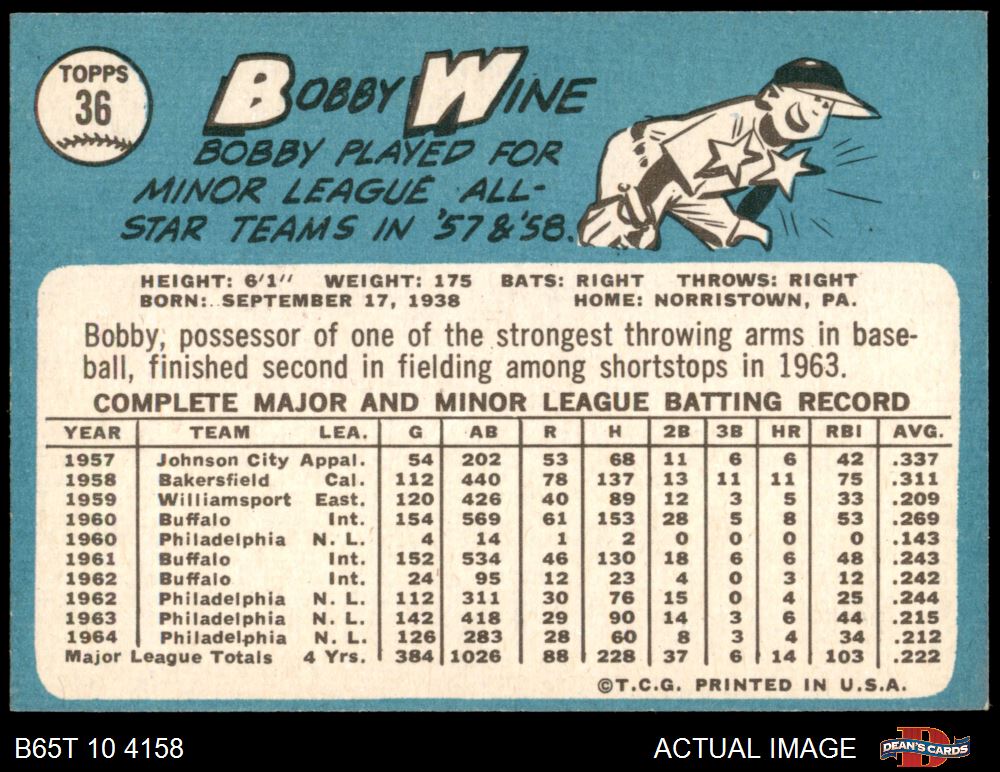 TOPPS
36
BOBBY WINE
BOBBY PLAYED FOR
MINOR LEAGUE ALL-
STAR TEAMS IN '57 & '58.
HEIGHT: 6'1" WEIGHT: 175 BATS: RIGHT THROWS: RIGHT
BORN: SEPTEMBER 17, 1938 HOME: NORRISTOWN, PA.
Bobby, possessor of one of the strongest throwing arms in base-
ball, finished second in fielding among shortstops in 1963.
COMPLETE MAJOR AND MINOR LEAGUE BATTING RECORD
YEAR TEAM LEA. G AB R H 2B 3B HR RBI AVG.
1957 Johnson City Appal. 54 202 53 68 11 6 6 42 .337
1958 Bakersfield Cal. 112 440 78 137 13 11 11 75 .311
1959 Williamsport East. 120 426 40 89 12 3 5 33 .209
1960 Buffalo Int. 154 569 61 153 28 5 8 53 .269
1960 Philadelphia N. L. 4 14 1 2 0 0 0 0 .143
1961 Buffalo Int. 152 534 46 130 18 6 6 48 .243
1962 Buffalo Int. 24 95 12 23 4 0 3 12 .242
1962 Philadelphia N. L. 112 311 30 76 15 0 4 25 .244
1963 Philadelphia N. L. 142 418 29 90 14 3 6 44 .215
1964 Philadelphia N. L. 126 283 28 60 8 3 4 34 .212
Major League Totals 4 Yrs. 384 1026 88 228 37 6 14 103 .222
©T.C.G. PRINTED IN U.S.A.
B65T 10 4158 ACTUAL IMAGE D DEAN'S CARDS